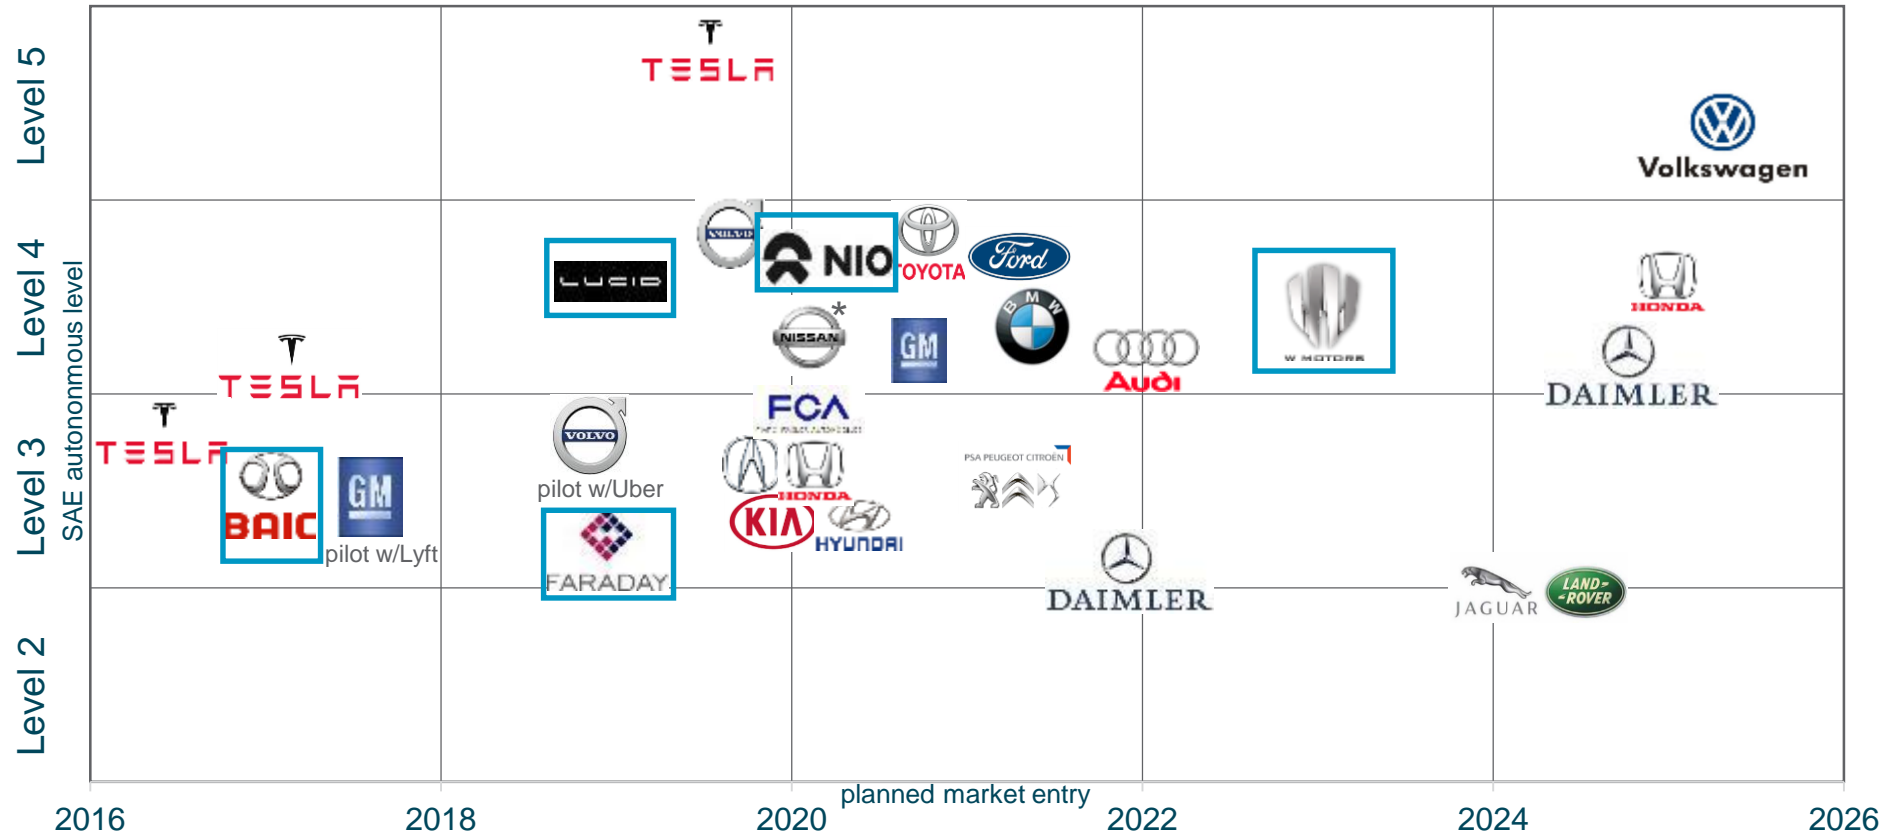 Level 5
Level 4
Level 3
Level 2
SAE autononmous level
TESLA
Volkswagen
VOLVO
LUCID
NIO
TOYOTA
Ford
NISSAN
*
GM
BMW
Audi
W MOTORS
HONDA
DAIMLER
TESLA
TESLA
BAIC
GM
pilot w/Lyft
VOLVO
pilot w/Uber
FARADAY
FCA
HONDA
KIA
HYUNDAI
PSA PEUGEOT CITROËN
DAIMLER
JAGUAR
LAND-
-ROVER
planned market entry
2016
2018
2020
2022
2024
2026